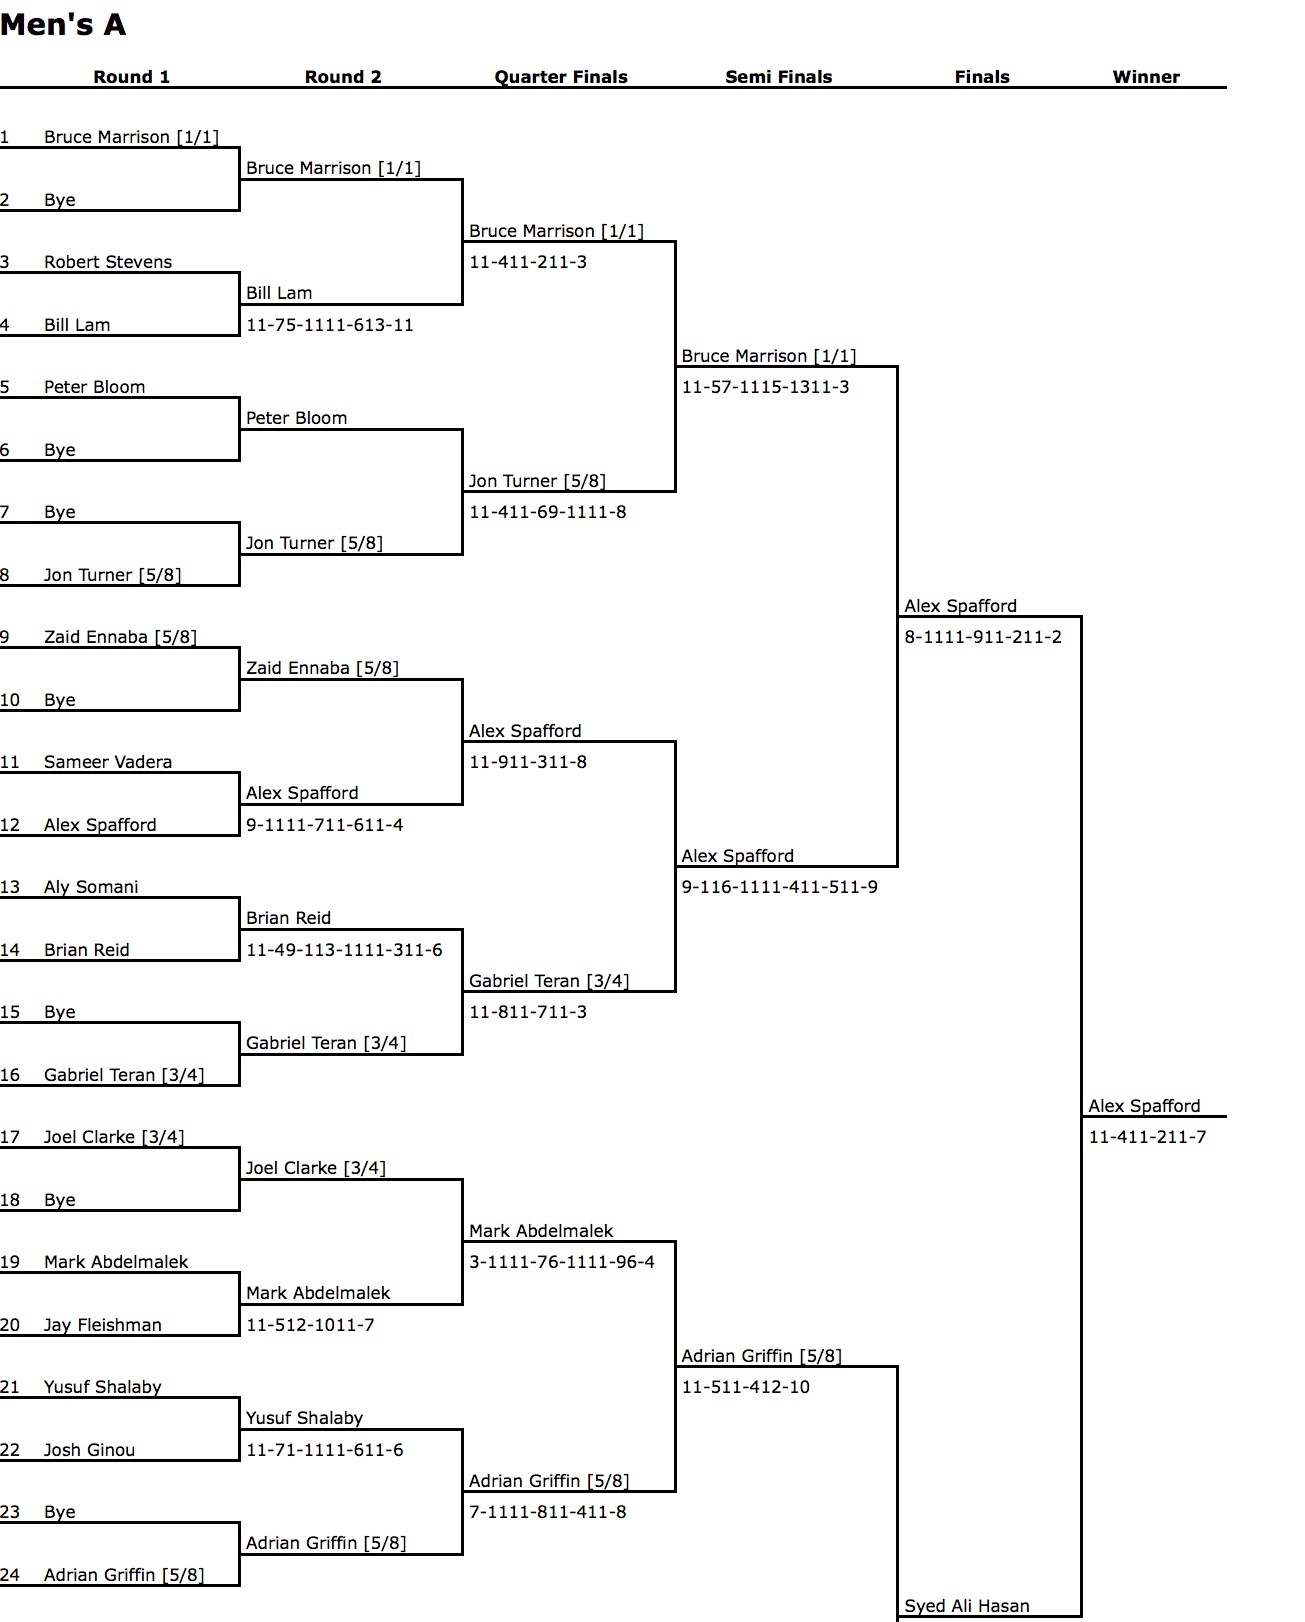 Men's A
Round 1 Round 2 Quarter Finals Semi Finals Finals Winner
1 Bruce Marrison [1/1]
Bruce Marrison [1/1]
2 Bye
Bruce Marrison [1/1]
3 Robert Stevens
11-411-211-3
Bill Lam
4 Bill Lam
11-75-1111-613-11
Bruce Marrison [1/1]
5 Peter Bloom
11-57-1115-1311-3
Peter Bloom
6 Bye
Jon Turner [5/8]
7 Bye
11-411-69-1111-8
Jon Turner [5/8]
8 Jon Turner [5/8]
Alex Spafford
9 Zaid Ennaba [5/8]
8-1111-911-211-2
Zaid Ennaba [5/8]
10 Bye
Alex Spafford
11 Sameer Vadera
11-911-311-8
Alex Spafford
12 Alex Spafford
9-1111-711-611-4
Alex Spafford
13 Aly Somani
9-116-1111-411-511-9
Brian Reid
14 Brian Reid
11-49-113-1111-311-6
Gabriel Teran [3/4]
15 Bye
11-811-711-3
Gabriel Teran [3/4]
16 Gabriel Teran [3/4]
Alex Spafford
17 Joel Clarke [3/4]
11-411-211-7
Joel Clarke [3/4]
18 Bye
Mark Abdelmalek
19 Mark Abdelmalek
3-1111-76-1111-96-4
Mark Abdelmalek
20 Jay Fleishman
11-512-1011-7
Adrian Griffin [5/8]
21 Yusuf Shalaby
11-511-412-10
Yusuf Shalaby
22 Josh Ginou
11-71-1111-611-6
Adrian Griffin [5/8]
23 Bye
7-1111-811-411-8
Adrian Griffin [5/8]
24 Adrian Griffin [5/8]
Syed Ali Hasan